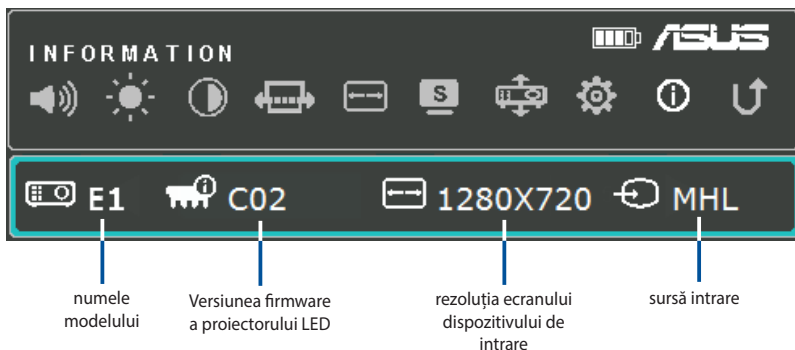 INFORMATION
ASUS
S
E1
C02
1280X720
MHL
numele
modelului
Versiunea firmware
a proiectorului LED
rezoluția ecranului
dispozitivului de
intrare
sursă intrare